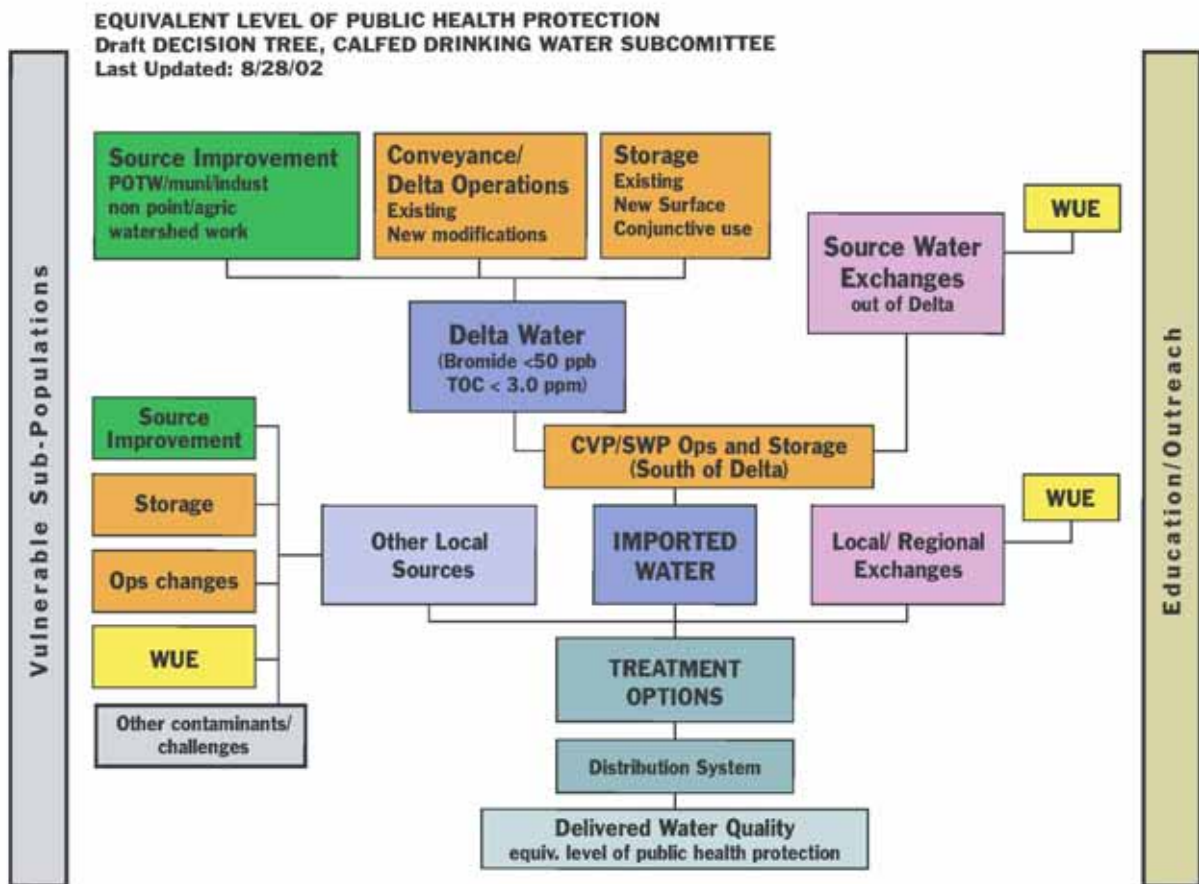 EQUIVALENT LEVEL OF PUBLIC HEALTH PROTECTION
Draft DECISION TREE, CALFED DRINKING WATER SUBCOMITTEE
Last Updated: 8/28/02
Vulnerable Sub-Populations
Source Improvement
POTW/muni/indust
non point/agric
watershed work
Conveyance/
Delta Operations
Existing
New modifications
Storage
Existing
New Surface
Conjunctive use
WUE
Source Water
Exchanges
out of Delta
Delta Water
(Bromide <50 ppb
TOC < 3.0 ppm)
Source
Improvement
CVP/SWP Ops and Storage
(South of Delta)
Storage
WUE
Other Local
Sources
IMPORTED
WATER
Local/ Regional
Exchanges
Ops changes
WUE
TREATMENT
OPTIONS
Other contaminants/
challenges
Distribution System
Delivered Water Quality
equiv. level of public health protection
Education/Outreach